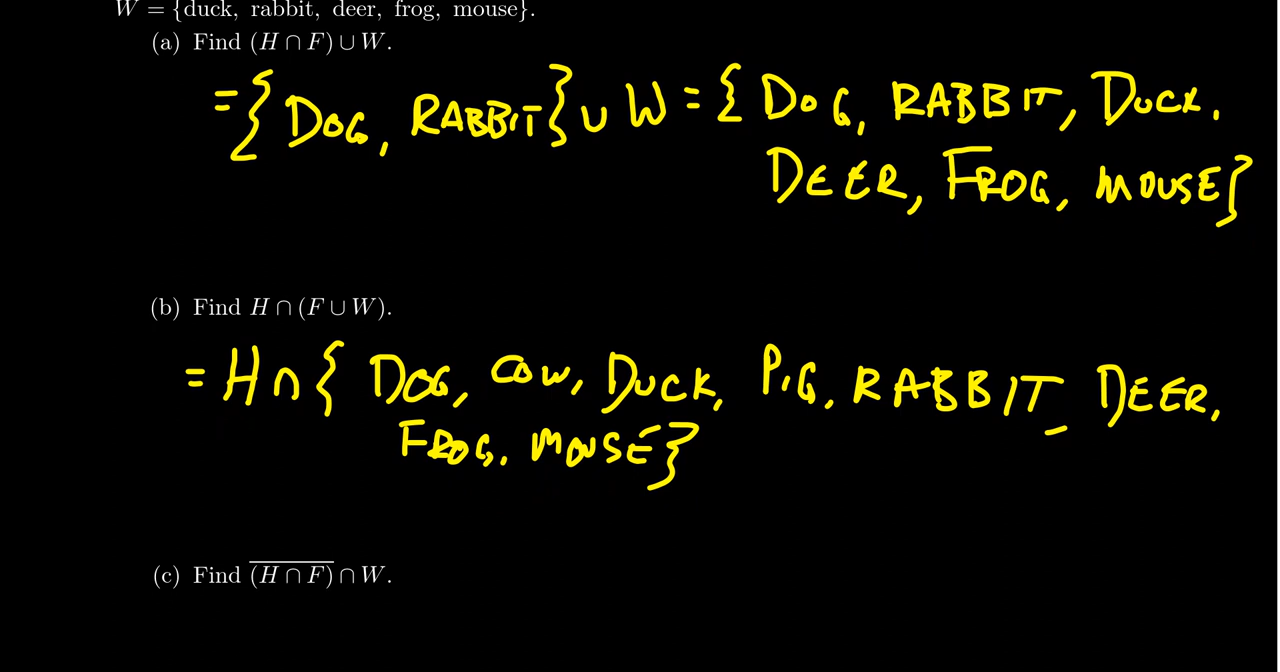 W = {duck, rabbit, deer, frog, mouse}.
(a) Find (H ∩ F) ∪ W.
= { DOG, RABBIT } ∪ W = { DOG, RABBIT, DUCK,
DEER, FROG, MOUSE }
(b) Find H ∩ (F ∪ W).
= H ∩ { DOG, COW, DUCK, PIG, RABBIT, DEER,
FROG, MOUSE }
(c) Find \overline{(H ∩ F)} ∩ W.